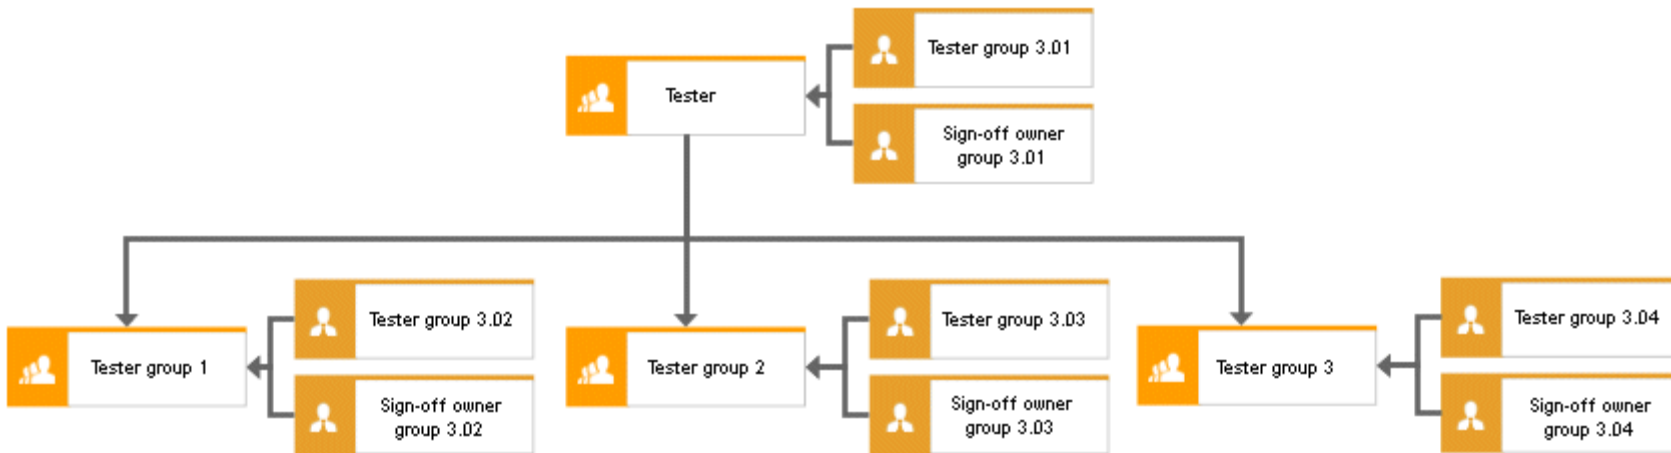 Tester group 3.01
Tester
Sign-off owner
group 3.01
Tester group 3.02
Tester group 1
Sign-off owner
group 3.02
Tester group 3.03
Tester group 2
Sign-off owner
group 3.03
Tester group 3.04
Tester group 3
Sign-off owner
group 3.04